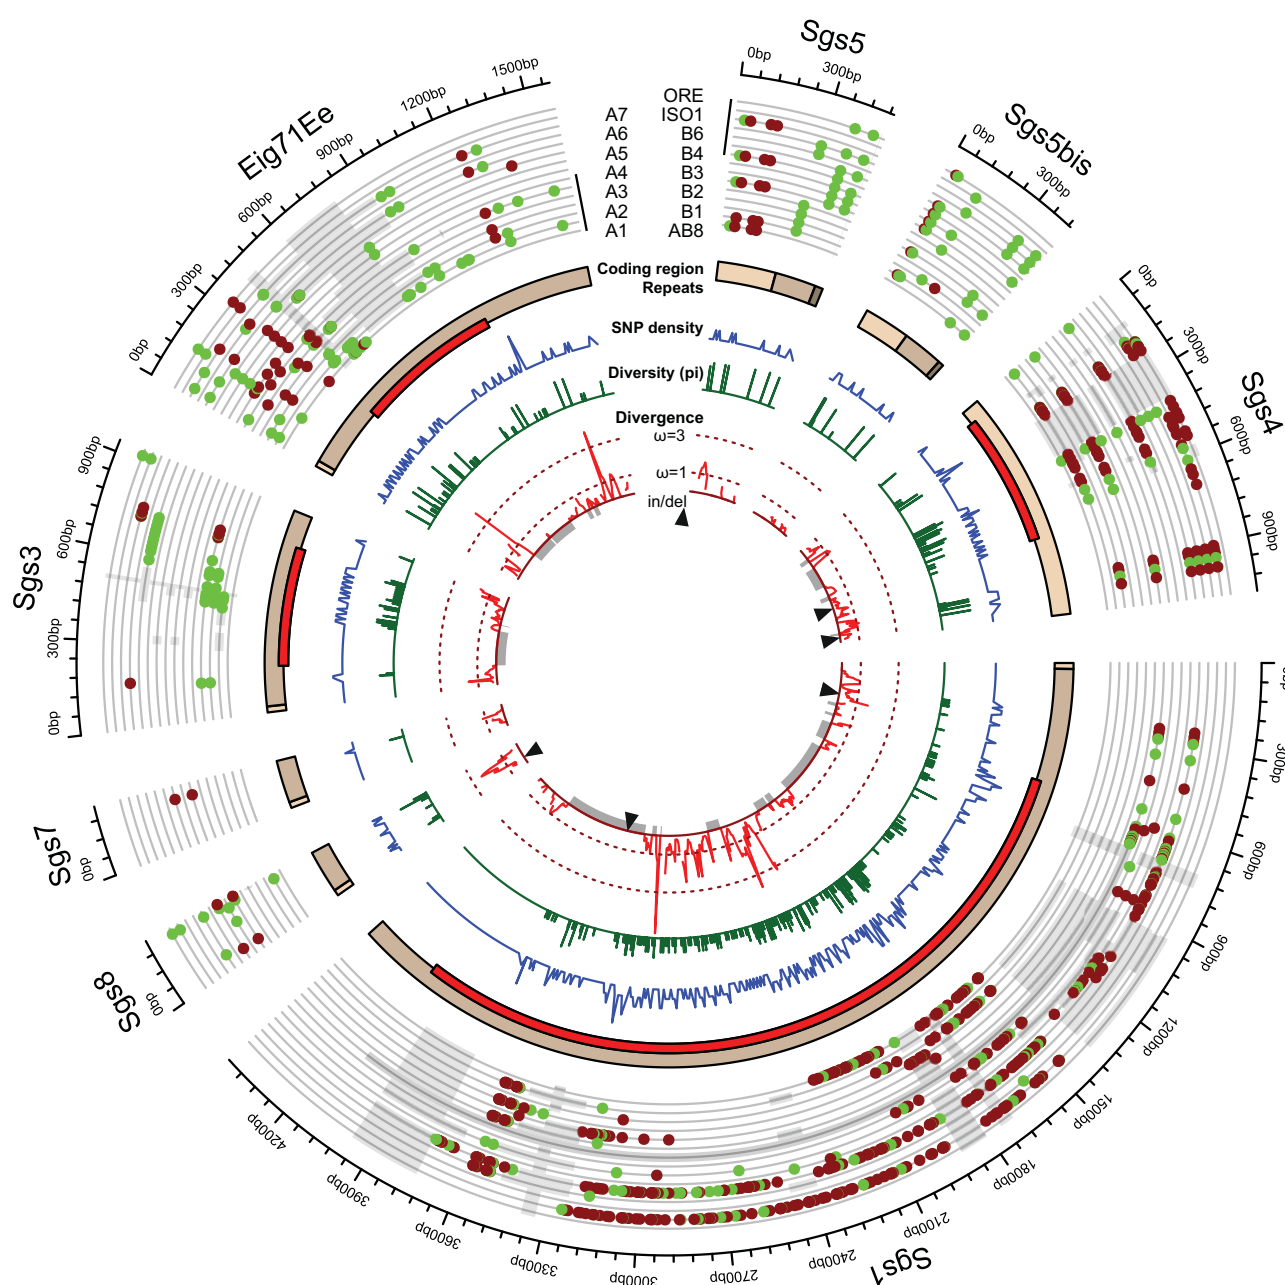 Sgs5
0bp
300bp
Sgs5bis
0bp
300bp
Sgs4
0bp
300bp
600bp
900bp
300bp
600bp
900bp
1200bp
1500bp
1800bp
2100bp
2400bp
2700bp
3000bp
3300bp
3600bp
3900bp
4200bp
Sgs1
Sgs8
0bp
Sgs7
0bp
Sgs3
0bp
300bp
600bp
900bp
Eig71Ee
0bp
300bp
600bp
900bp
1200bp
1500bp
ORE
A7 ISO1
A6 B6
A5 B4
A4 B3
A3 B2
A2 B1
A1 AB8
Coding region
Repeats
SNP density
Diversity (pi)
Divergence
ω=3
ω=1
in/del